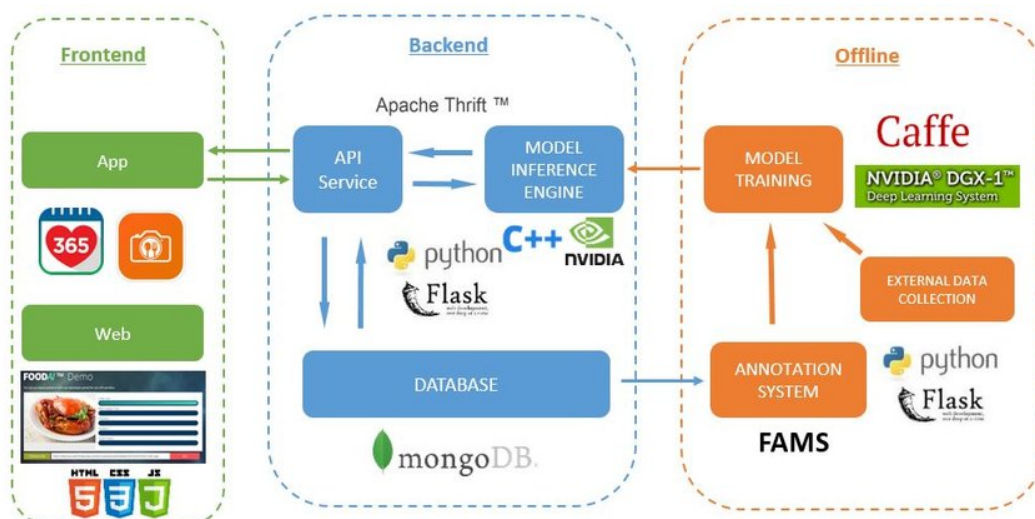 Frontend
App
365
Web
FOODAI™ Demo
HTML
CSS
JS
5
3
J
Backend
Apache Thrift ™
API
Service
MODEL
INFERENCE
ENGINE
python
Flask
C++
NVIDIA
DATABASE
mongoDB.
Offline
MODEL
TRAINING
Caffe
NVIDIA® DGX-1™
Deep Learning System
EXTERNAL DATA
COLLECTION
ANNOTATION
SYSTEM
FAMS
python
Flask